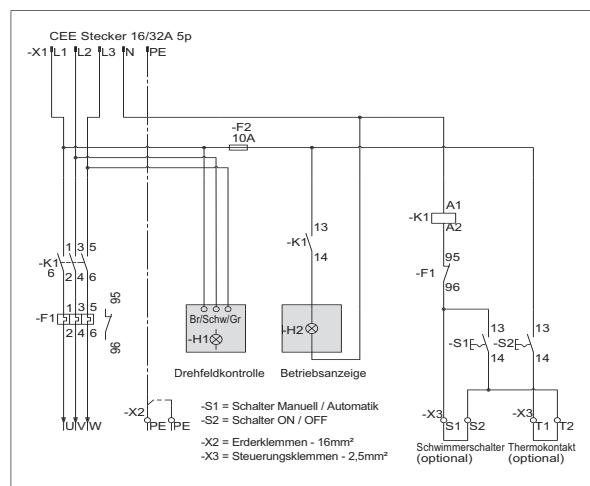 CEE Stecker 16/32A 5p
-X1 L1 L2 L3 N PE
-F2
10A
A1
-K1
A2
13
-K1
14
95
-F1
96
1 3 5
-K1
6 2 4 6
1 3 5
-F1
2 4 6
95
96
Br/Schw/Gr
-H1
-H2
Drehfeldkontrolle
Betriebsanzeige
13
-S1
14
13
-S2
14
-X2
PE PE
U V W
-S1 = Schalter Manuell / Automatik
-S2 = Schalter ON / OFF
-X2 = Erderklemmen - 16mm²
-X3 = Steuerungsklemmen - 2,5mm²
-X3 S1 S2
-X3 T1 T2
Schwimmerschalter
(optional)
Thermokontakt
(optional)